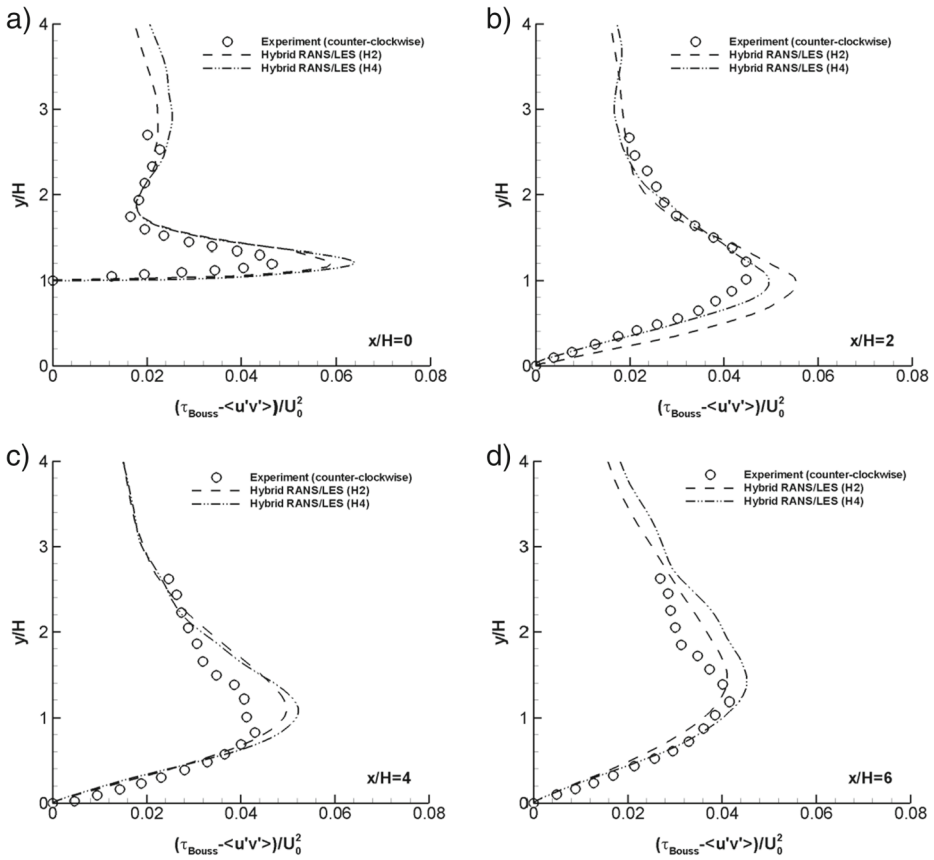 a)
4
3
2
1
0
y/H
Experiment (counter-clockwise)
Hybrid RANS/LES (H2)
Hybrid RANS/LES (H4)
x/H=0
0
0.02
0.04
0.06
0.08
(τBouss-<u'v'>)/U₀²
b)
4
3
2
1
0
y/H
Experiment (counter-clockwise)
Hybrid RANS/LES (H2)
Hybrid RANS/LES (H4)
x/H=2
0
0.02
0.04
0.06
0.08
(τBouss-<u'v'>)/U₀²
c)
4
3
2
1
0
y/H
Experiment (counter-clockwise)
Hybrid RANS/LES (H2)
Hybrid RANS/LES (H4)
x/H=4
0
0.02
0.04
0.06
0.08
(τBouss-<u'v'>)/U₀²
d)
4
3
2
1
0
y/H
Experiment (counter-clockwise)
Hybrid RANS/LES (H2)
Hybrid RANS/LES (H4)
x/H=6
0
0.02
0.04
0.06
0.08
(τBouss-<u'v'>)/U₀²